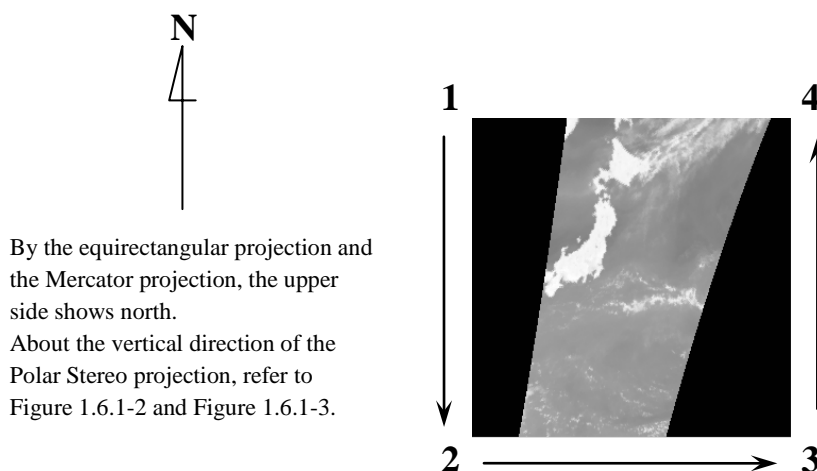 N
1
4
By the equirectangular projection and
the Mercator projection, the upper
side shows north.
About the vertical direction of the
Polar Stereo projection, refer to
Figure 1.6.1-2 and Figure 1.6.1-3.
2
3